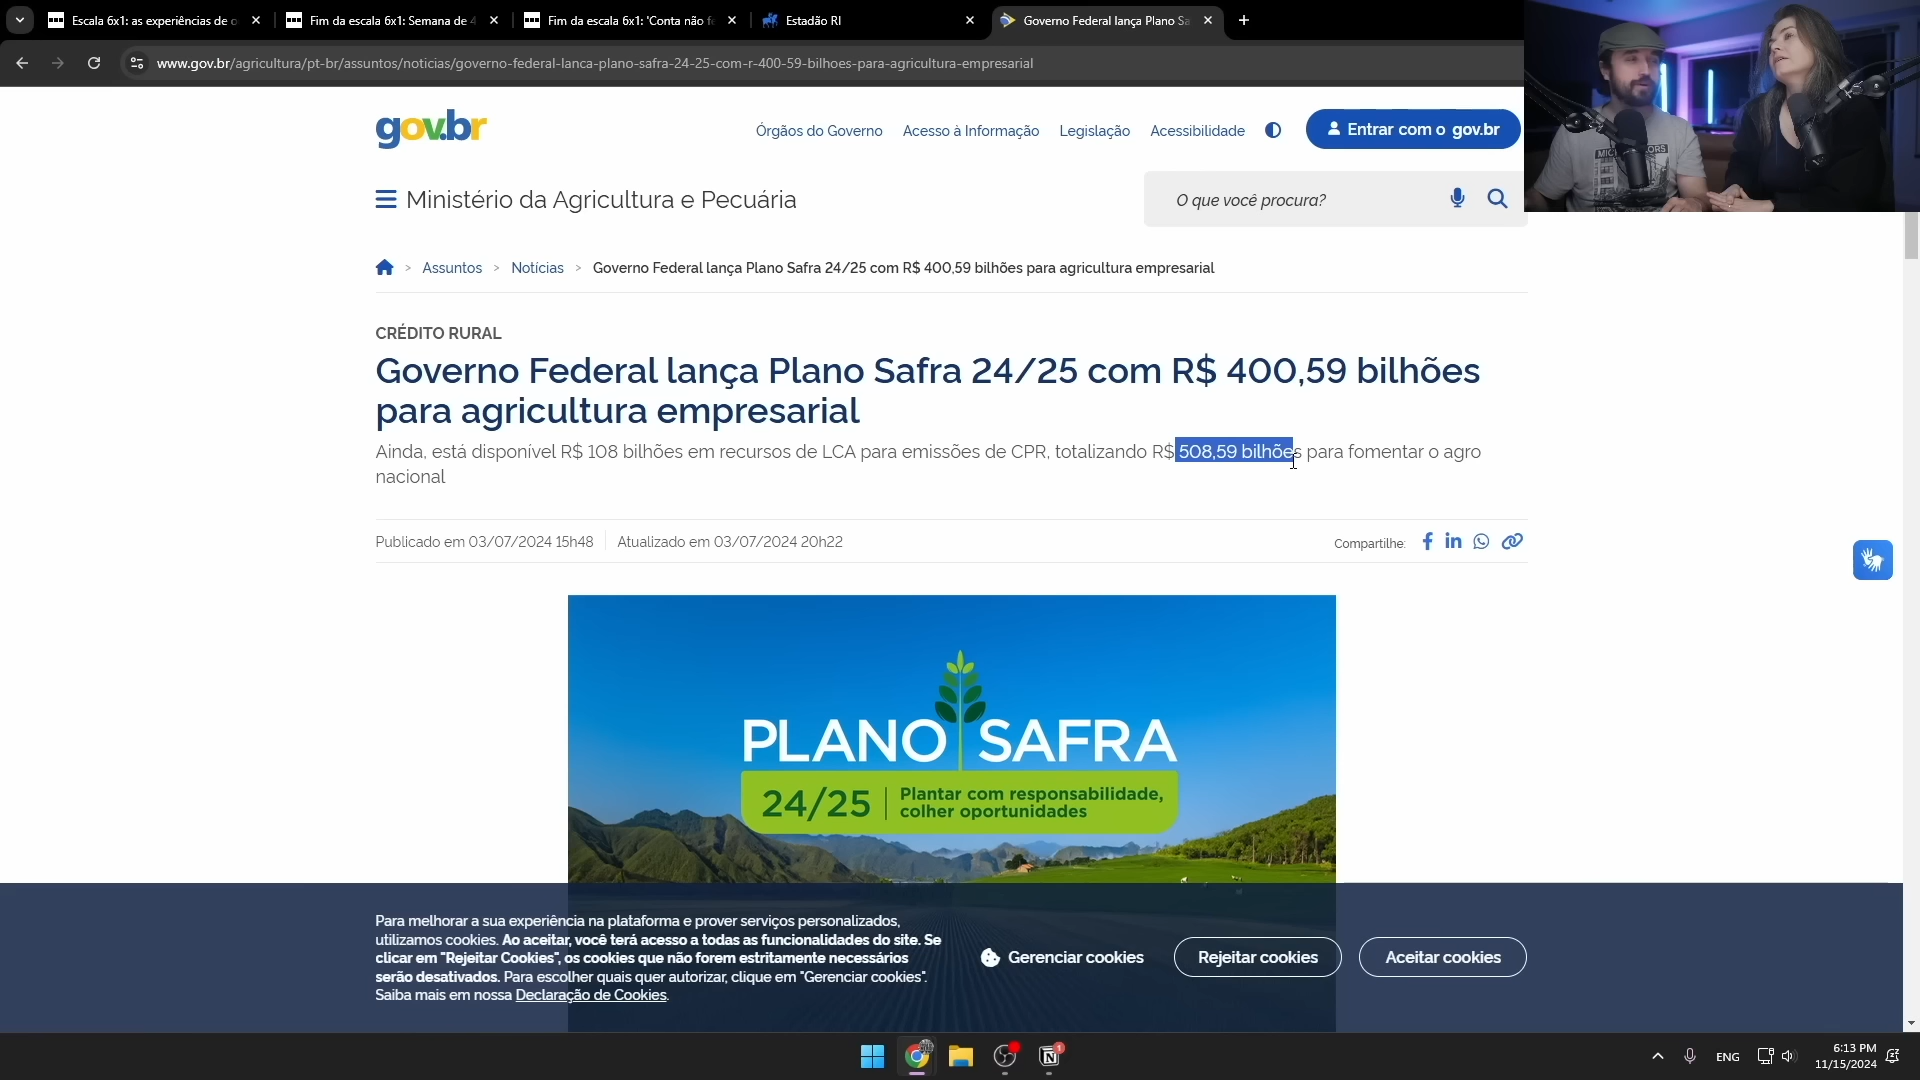 Escala 6x1: as experiências de o
Fim da escala 6x1: Semana de 4
Fim da escala 6x1: 'Conta não f
Estadão RI
Governo Federal lança Plano Sa
www.gov.br/agricultura/pt-br/assuntos/noticias/governo-federal-lanca-plano-safra-24-25-com-r-400-59-bilhoes-para-agricultura-empresarial
gov.br
Órgãos do Governo
Acesso à Informação
Legislação
Acessibilidade
Entrar com o gov.br
Ministério da Agricultura e Pecuária
O que você procura?
> Assuntos > Notícias > Governo Federal lança Plano Safra 24/25 com R$ 400,59 bilhões para agricultura empresarial
CRÉDITO RURAL
Governo Federal lança Plano Safra 24/25 com R$ 400,59 bilhões
para agricultura empresarial
Ainda, está disponível R$ 108 bilhões em recursos de LCA para emissões de CPR, totalizando R$ 508,59 bilhões para fomentar o agro
nacional
Publicado em 03/07/2024 15h48
Atualizado em 03/07/2024 20h22
Compartilhe:
PLANO SAFRA
24/25
Plantar com responsabilidade,
colher oportunidades
Para melhorar a sua experiência na plataforma e prover serviços personalizados,
utilizamos cookies. Ao aceitar, você terá acesso a todas as funcionalidades do site. Se
clicar em "Rejeitar Cookies", os cookies que não forem estritamente necessários
serão desativados. Para escolher quais quer autorizar, clique em "Gerenciar cookies".
Saiba mais em nossa Declaração de Cookies.
Gerenciar cookies
Rejeitar cookies
Aceitar cookies
1
ENG
6:13 PM
11/15/2024